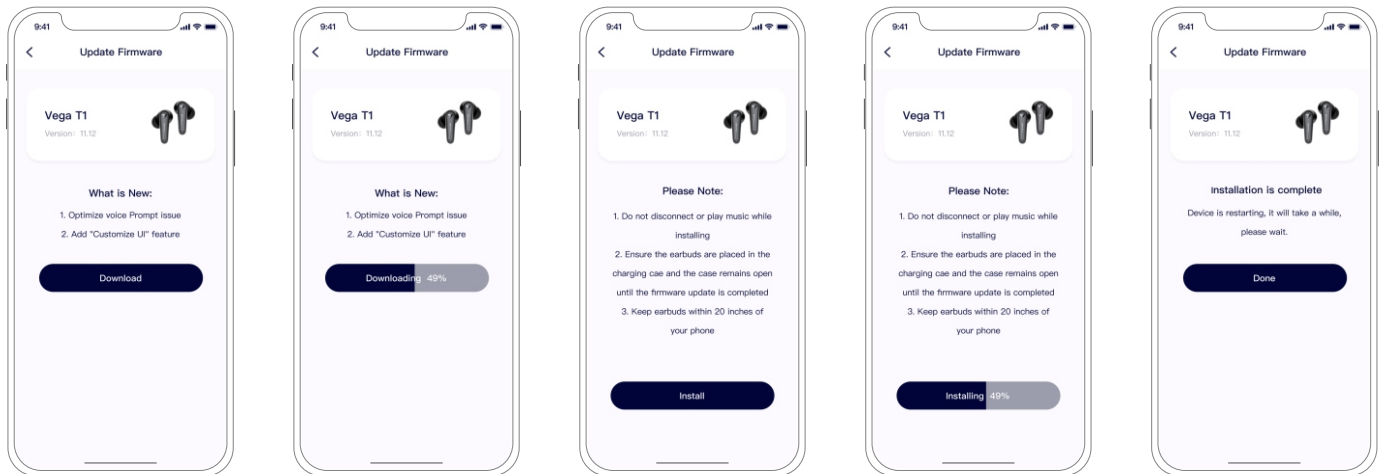 9:41
Update Firmware
Vega T1
Version: 11.12
What is New:
1. Optimize voice Prompt issue
2. Add "Customize UI" feature
Download
9:41
Update Firmware
Vega T1
Version: 11.12
What is New:
1. Optimize voice Prompt issue
2. Add "Customize UI" feature
Downloading 49%
9:41
Update Firmware
Vega T1
Version: 11.12
Please Note:
1. Do not disconnect or play music while
installing
2. Ensure the earbuds are placed in the
charging cae and the case remains open
until the firmware update is completed
3. Keep earbuds within 20 inches of
your phone
Install
9:41
Update Firmware
Vega T1
Version: 11.12
Please Note:
1. Do not disconnect or play music while
installing
2. Ensure the earbuds are placed in the
charging cae and the case remains open
until the firmware update is completed
3. Keep earbuds within 20 inches of
your phone
Installing 49%
9:41
Update Firmware
Vega T1
Version: 11.12
Installation is complete
Device is restarting, it will take a while,
please wait.
Done